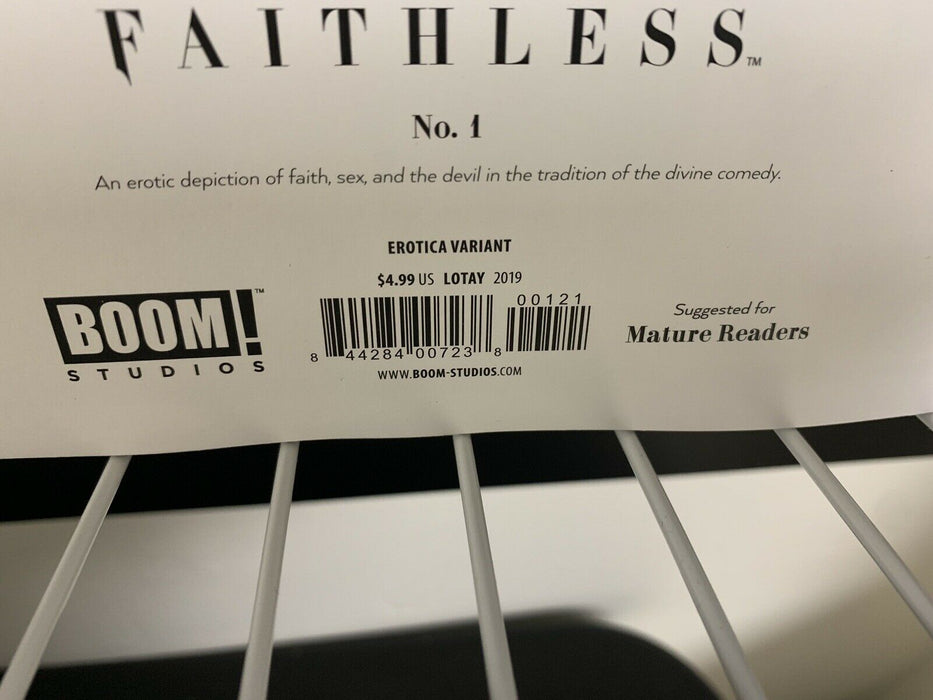 FAITHLESS™
No. 1
An erotic depiction of faith, sex, and the devil in the tradition of the divine comedy.
EROTICA VARIANT
$4.99 US LOTAY 2019
00121
8 44284 00723 8
WWW.BOOM-STUDIOS.COM
BOOM!™
STUDIOS
Suggested for
Mature Readers